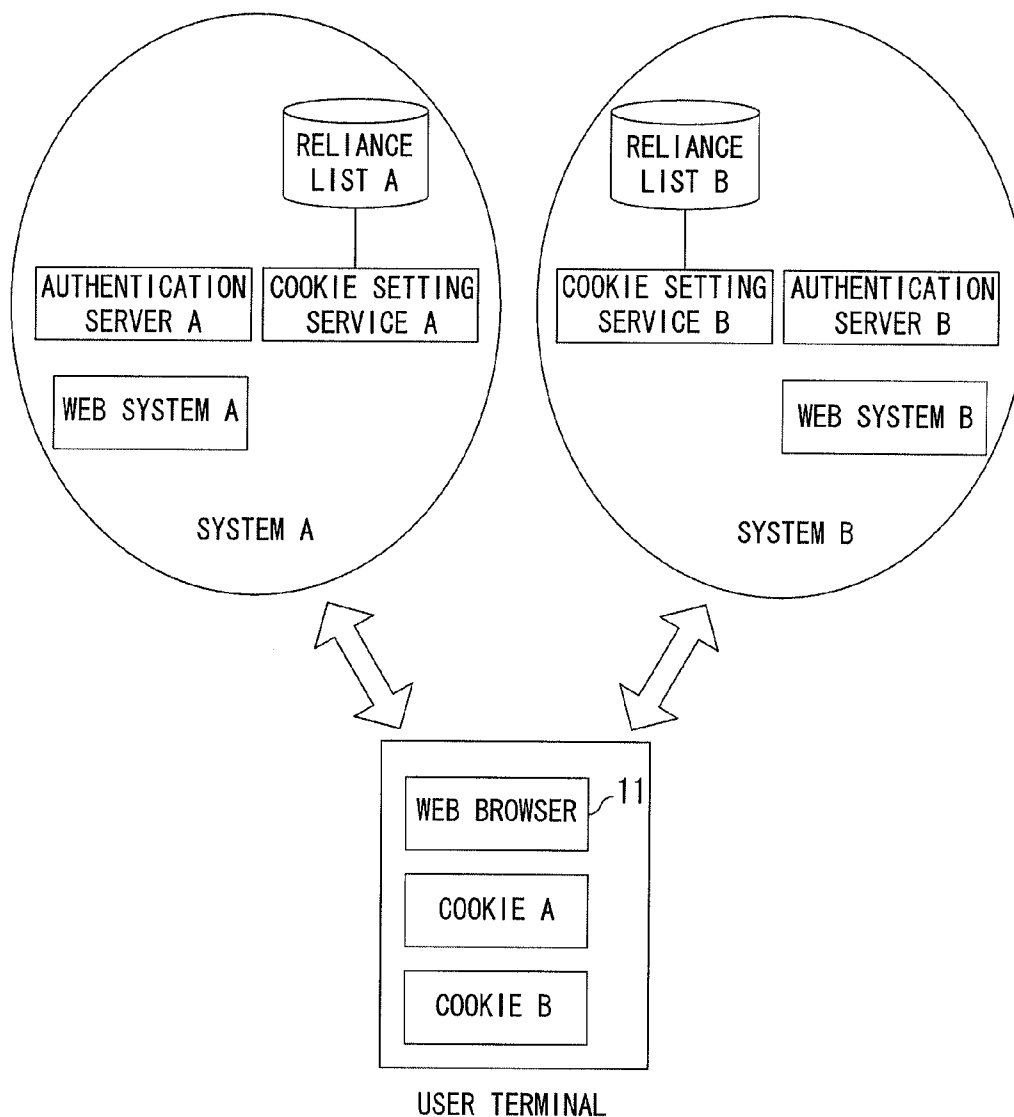 RELIANCE
LIST A
AUTHENTICATION
SERVER A
COOKIE SETTING
SERVICE A
WEB SYSTEM A
SYSTEM A
RELIANCE
LIST B
COOKIE SETTING
SERVICE B
AUTHENTICATION
SERVER B
WEB SYSTEM B
SYSTEM B
WEB BROWSER
11
COOKIE A
COOKIE B
USER TERMINAL